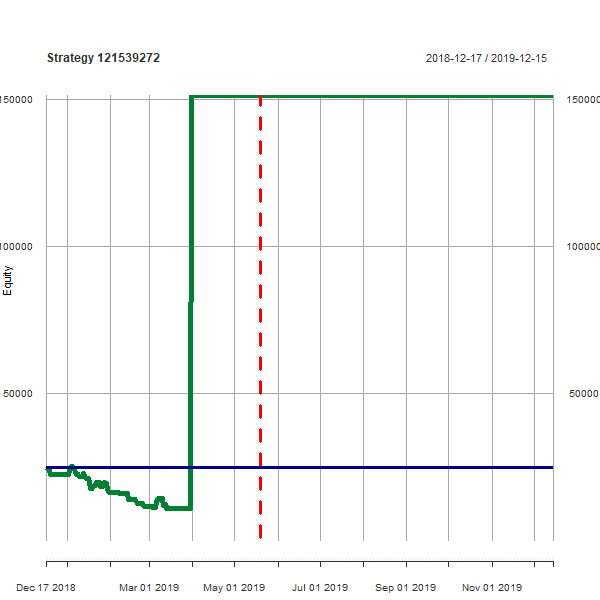 Strategy 121539272
2018-12-17 / 2019-12-15
150000
150000
100000
100000
Equity
50000
50000
Dec 17 2018
Mar 01 2019
May 01 2019
Jul 01 2019
Sep 01 2019
Nov 01 2019